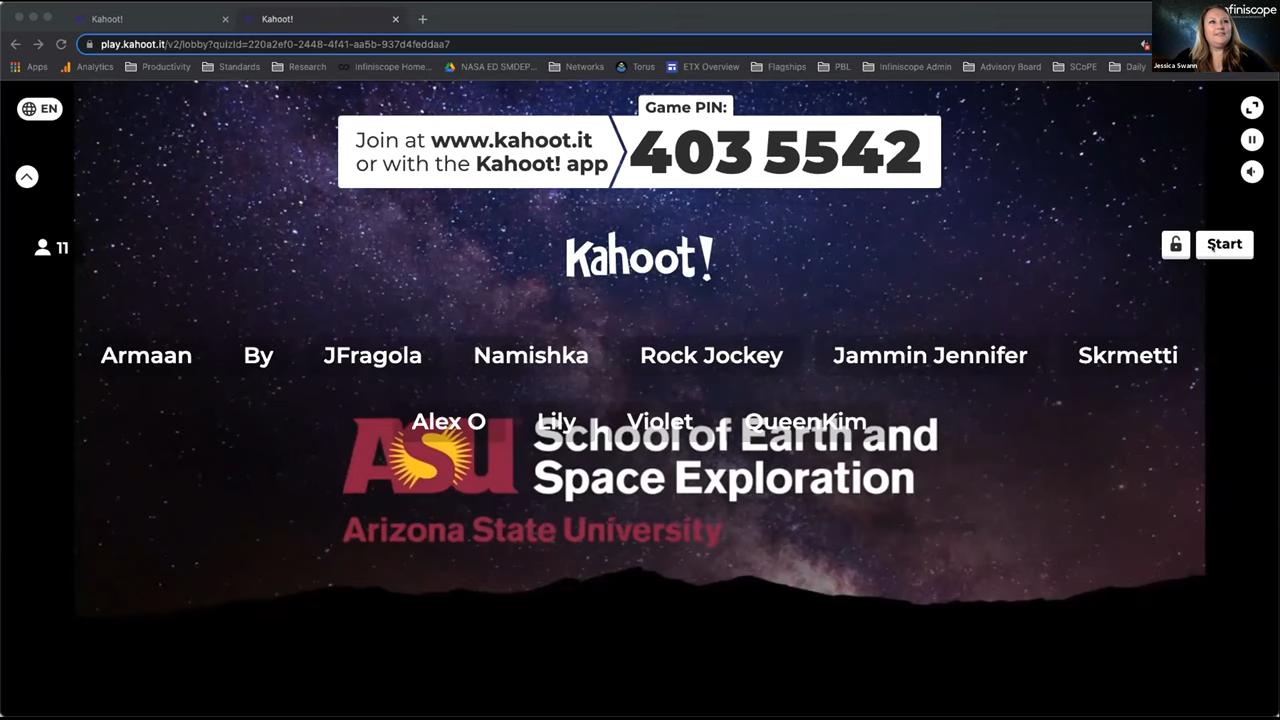 Kahoot!
Kahoot!
play.kahoot.it/v2/lobby?quizId=220a2ef0-2448-4f41-aa5b-937d4feddaa7
Apps Analytics Productivity Standards Research Infiniscope Home... NASA ED SMDEP... Networks Torus ETX Overview Flagships PBL Infiniscope Admin Advisory Board SCoPE Daily
nfiniscope
Jessica Swann
EN
Game PIN:
Join at www.kahoot.it
or with the Kahoot! app
403 5542
11
Kahoot!
Start
Armaan By JFragola Namishka Rock Jockey Jammin Jennifer Skrmetti
Alex O Lily Violet QueenKim
ASU School of Earth and
Space Exploration
Arizona State University